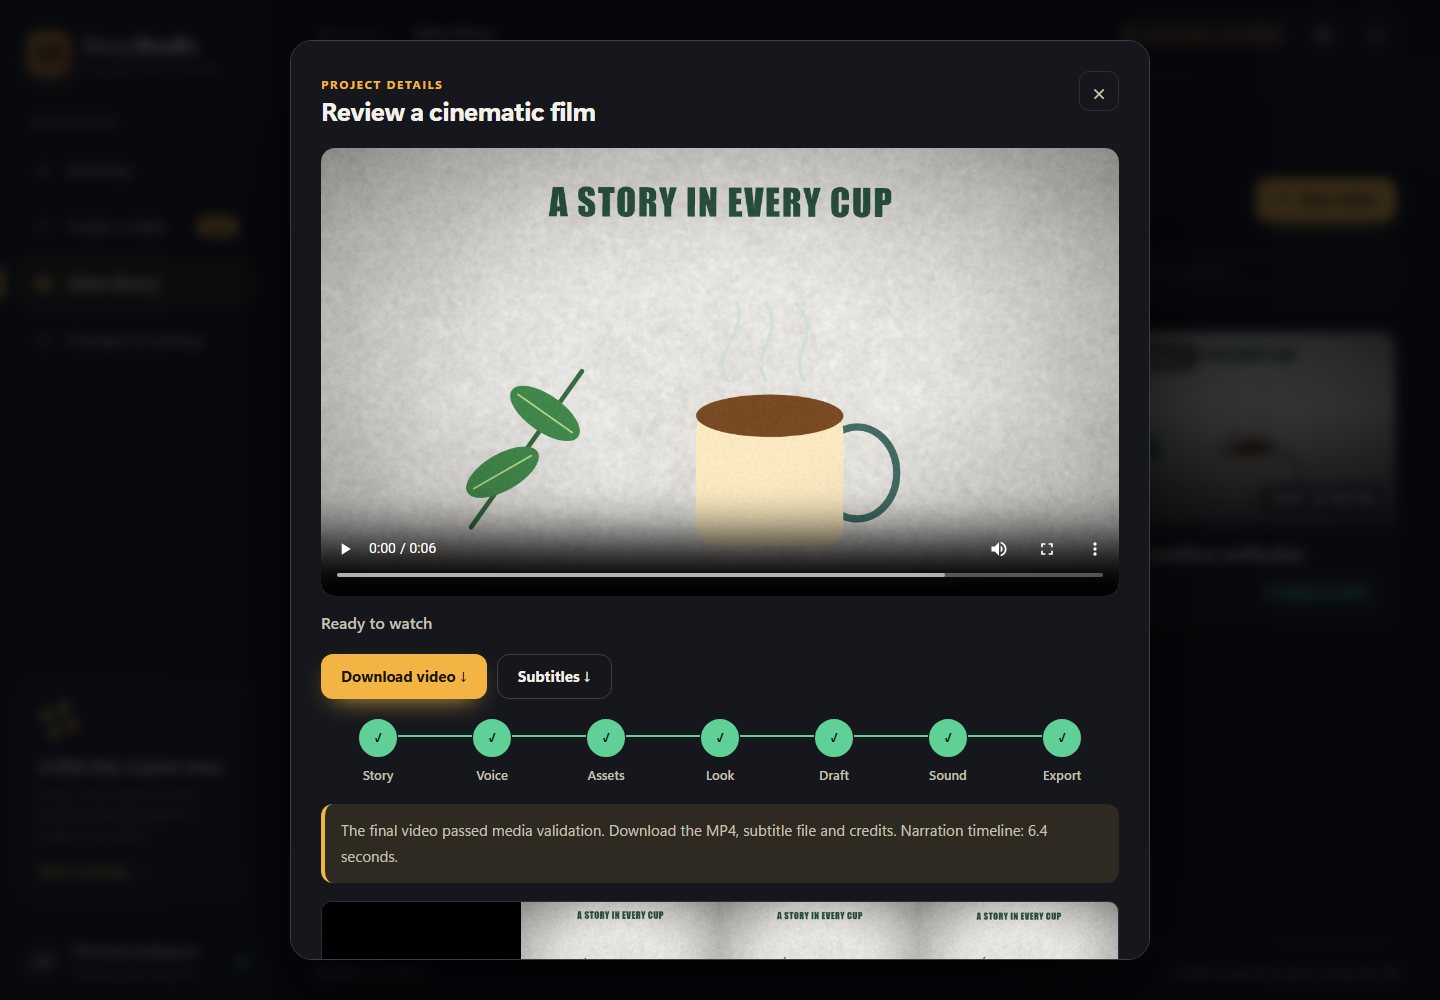 PROJECT DETAILS
Review a cinematic film
×
A STORY IN EVERY CUP
0:00 / 0:06
Ready to watch
Download video ↓
Subtitles ↓
✓ ✓ ✓ ✓ ✓ ✓ ✓
Story Voice Assets Look Draft Sound Export
The final video passed media validation. Download the MP4, subtitle file and credits. Narration timeline: 6.4
seconds.
A STORY IN EVERY CUP A STORY IN EVERY CUP A STORY IN EVERY CUP